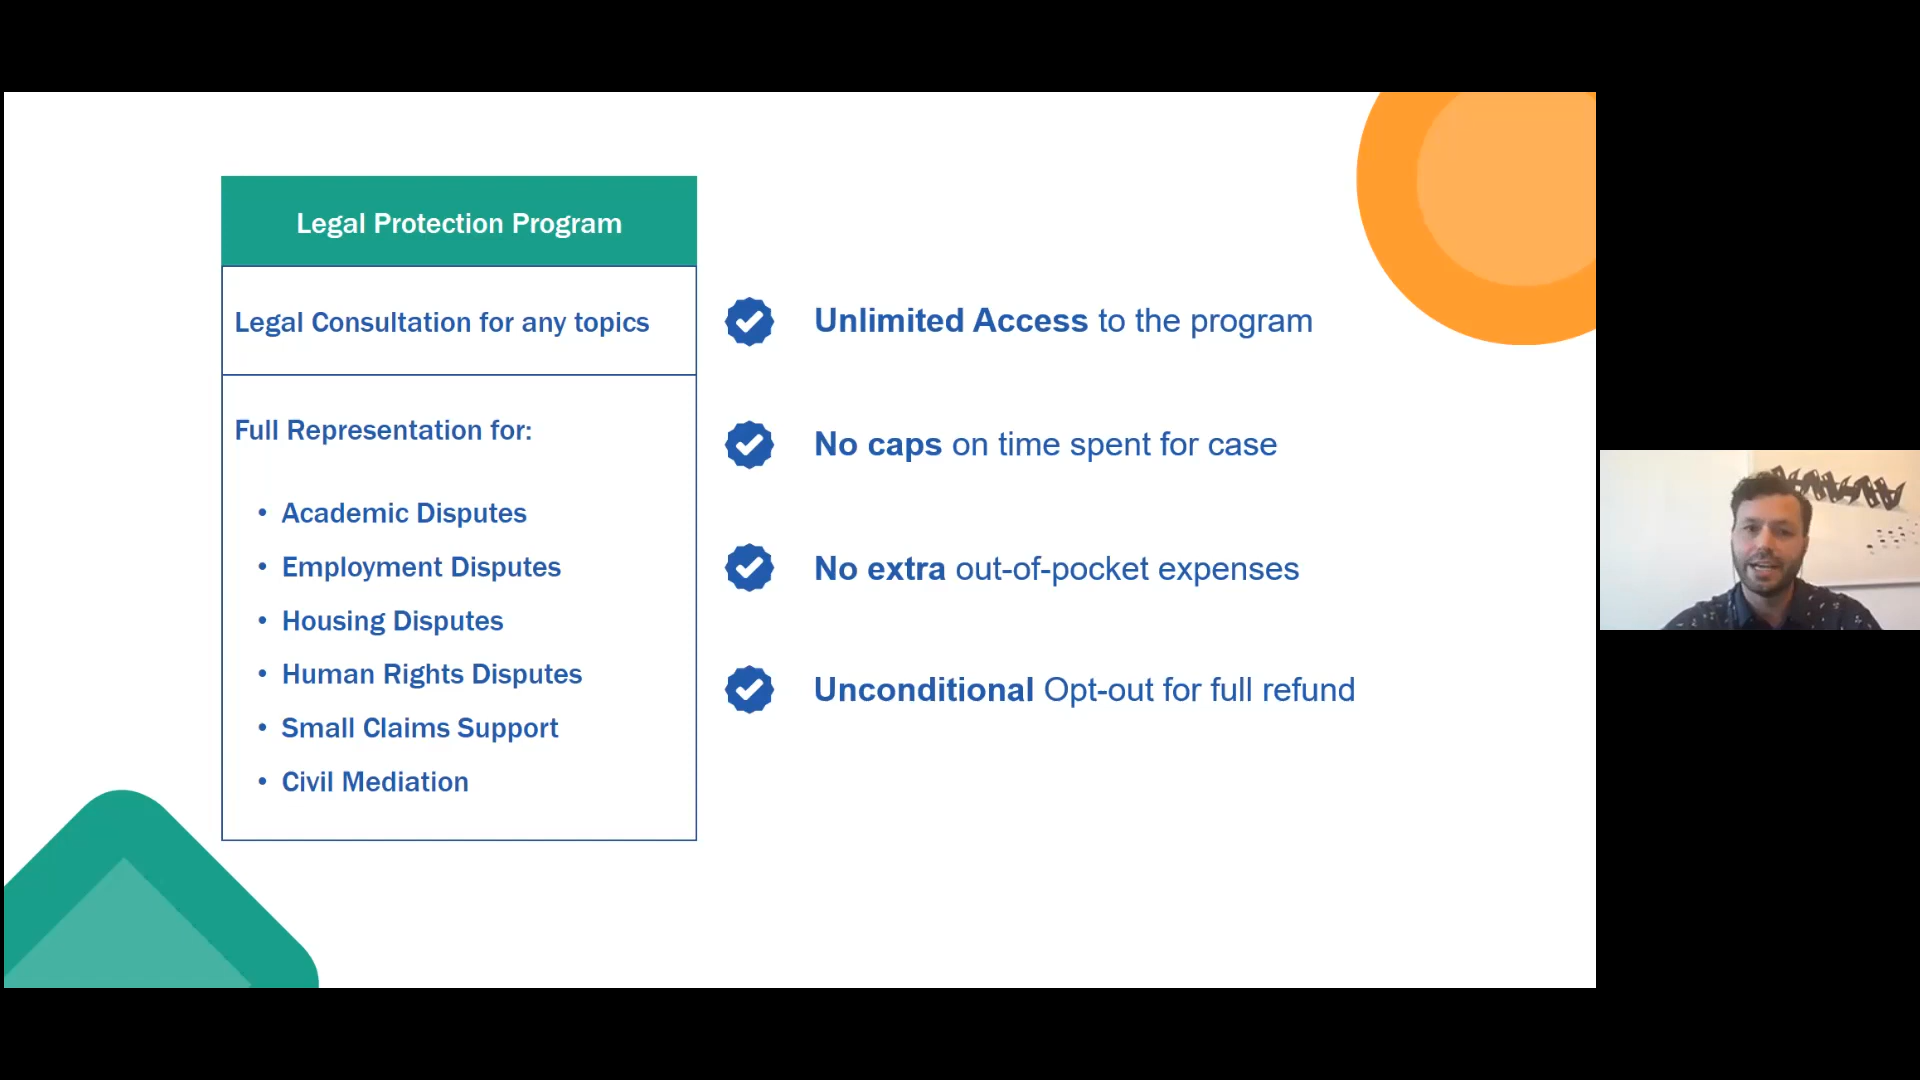 Legal Protection Program
Legal Consultation for any topics
Full Representation for:
• Academic Disputes
• Employment Disputes
• Housing Disputes
• Human Rights Disputes
• Small Claims Support
• Civil Mediation
Unlimited Access to the program
No caps on time spent for case
No extra out-of-pocket expenses
Unconditional Opt-out for full refund